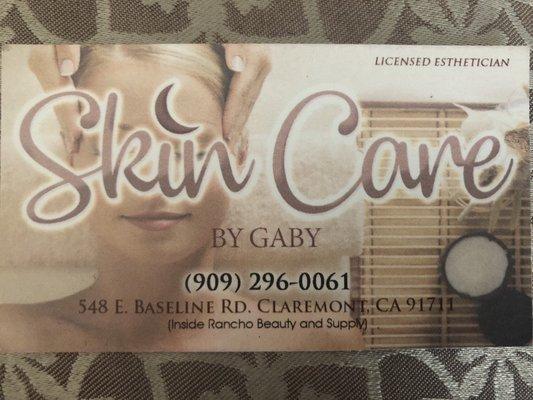 LICENSED ESTHETICIAN
Skin Care
BY GABY
(909) 296-0061
548 E. BASELINE RD. CLAREMONT, CA 91711
(Inside Rancho Beauty and Supply)